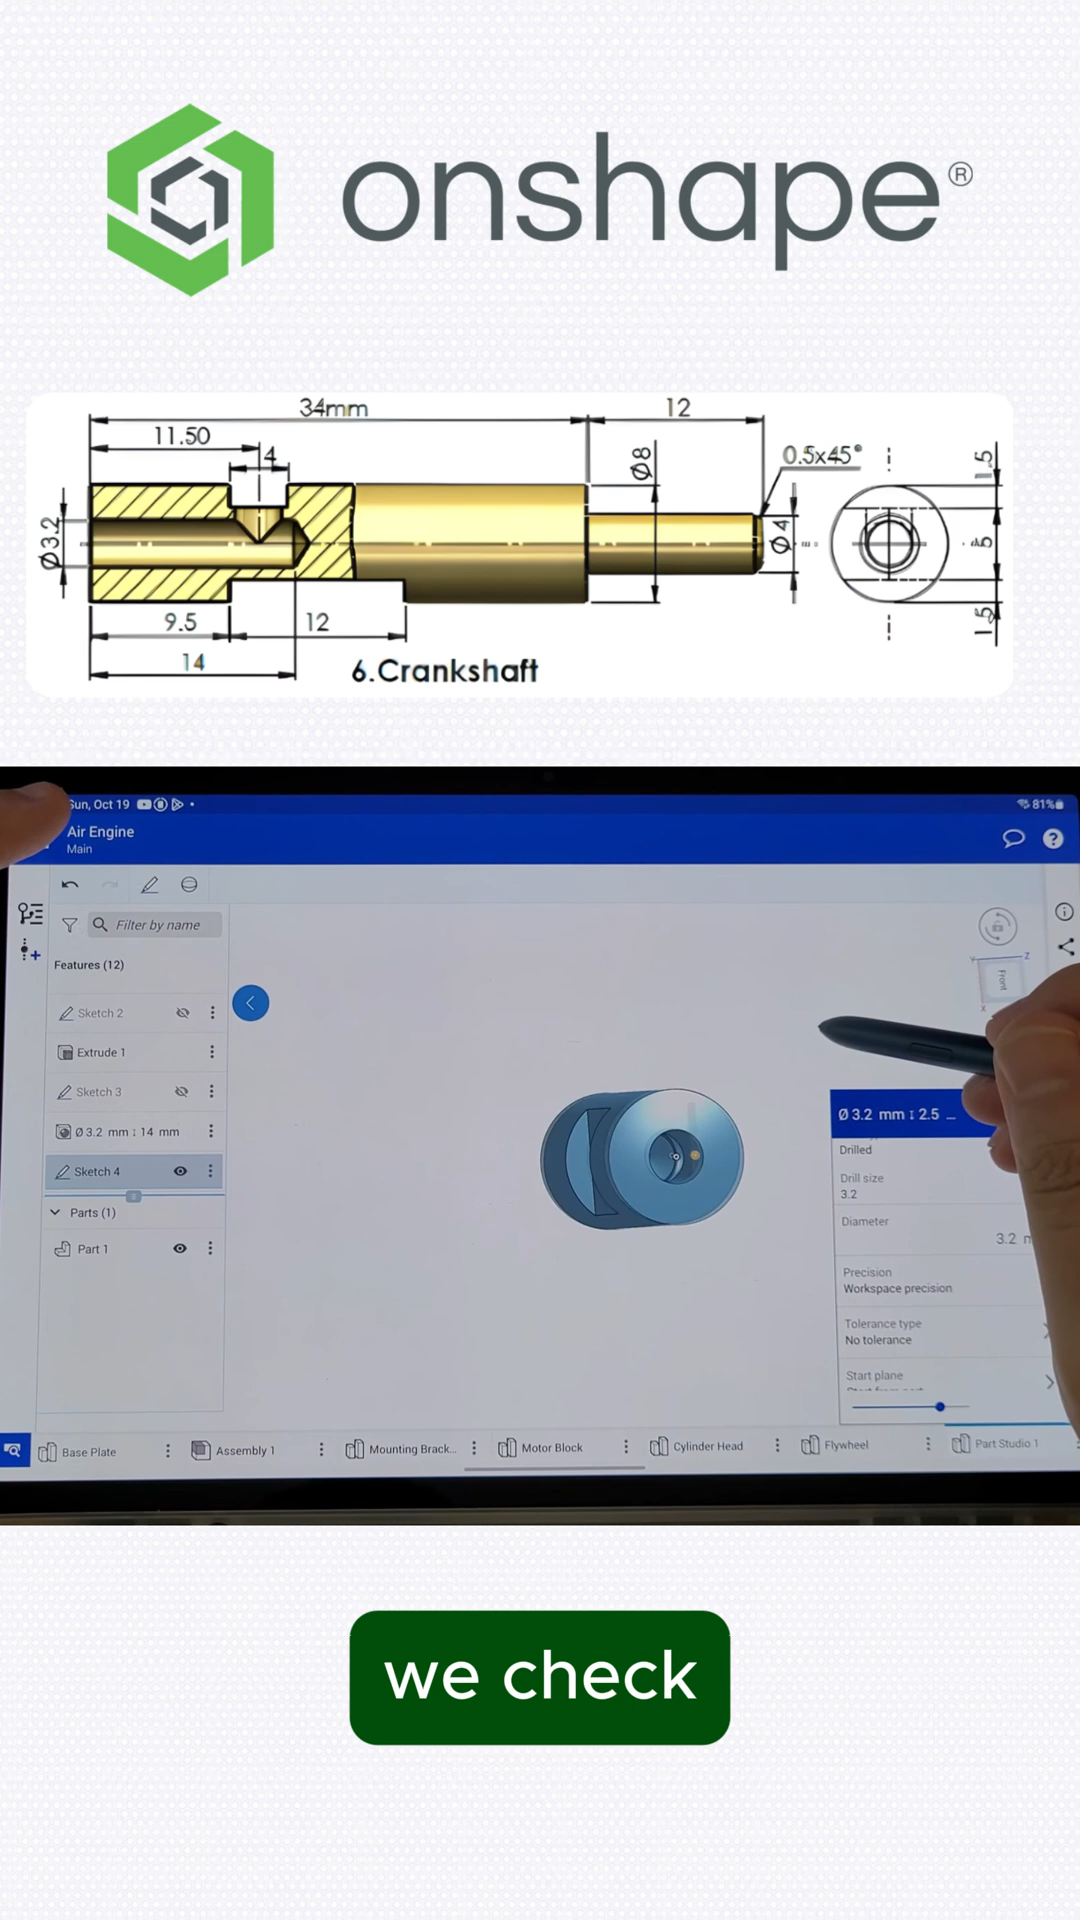 onshape®
34mm
12
11.50
4
Ø8
0.5x45°
1.5
Ø3.2
Ø4
5
9.5
12
1.5
14
6.Crankshaft
Sun, Oct 19
81%
Air Engine
Main
Filter by name
Features (12)
Sketch 2
Extrude 1
Sketch 3
Ø 3.2 mm ↧ 14 mm
Sketch 4
Parts (1)
Part 1
Y
Z
Front
X
Ø 3.2 mm ↧ 2.5 ...
Drilled
Drill size
3.2
Diameter
3.2
Precision
Workspace precision
Tolerance type
No tolerance
Start plane
Base Plate
Assembly 1
Mounting Brack...
Motor Block
Cylinder Head
Flywheel
Part Studio 1
we check